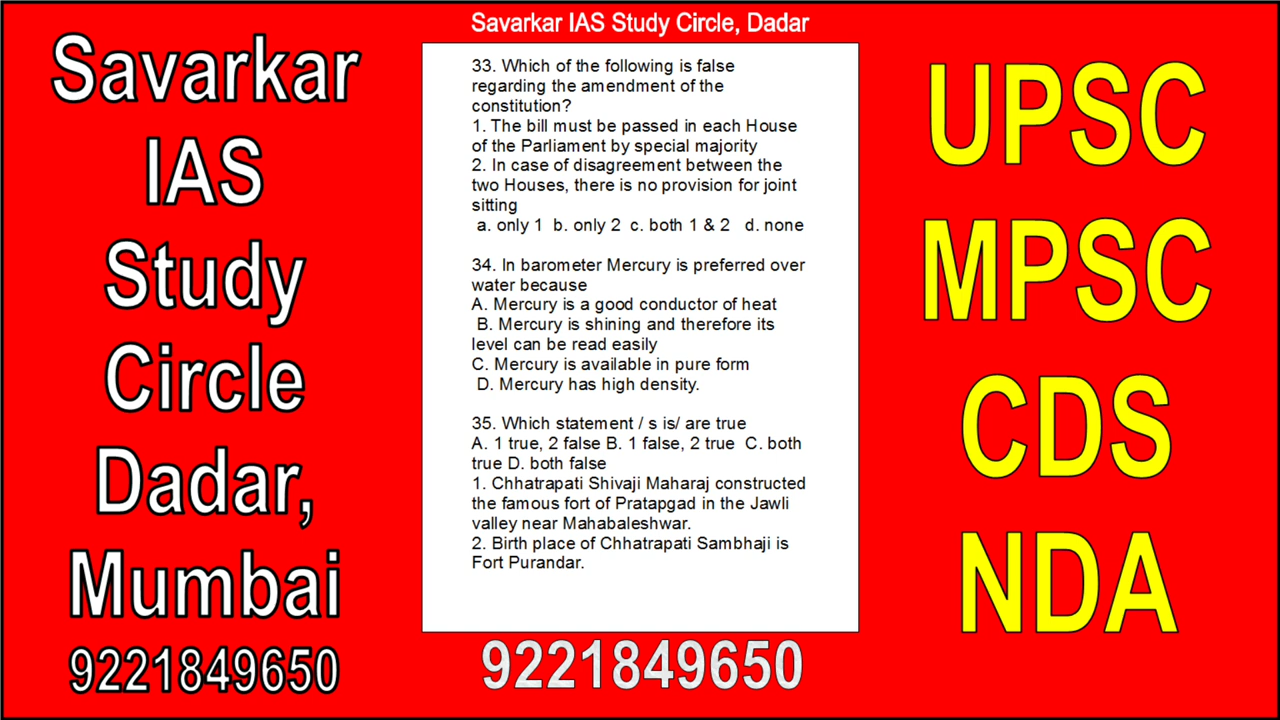 Savarkar IAS Study Circle, Dadar
Savarkar
IAS
Study
Circle
Dadar,
Mumbai
9221849650
33. Which of the following is false
regarding the amendment of the
constitution?
1. The bill must be passed in each House
of the Parliament by special majority
2. In case of disagreement between the
two Houses, there is no provision for joint
sitting
a. only 1 b. only 2 c. both 1 & 2 d. none
34. In barometer Mercury is preferred over
water because
A. Mercury is a good conductor of heat
B. Mercury is shining and therefore its
level can be read easily
C. Mercury is available in pure form
D. Mercury has high density.
35. Which statement / s is/ are true
A. 1 true, 2 false B. 1 false, 2 true C. both
true D. both false
1. Chhatrapati Shivaji Maharaj constructed
the famous fort of Pratapgad in the Jawli
valley near Mahabaleshwar.
2. Birth place of Chhatrapati Sambhaji is
Fort Purandar.
9221849650
UPSC
MPSC
CDS
NDA